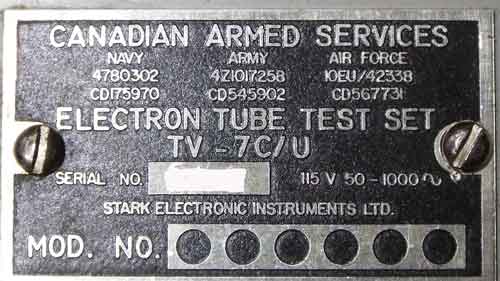 CANADIAN ARMED SERVICES
NAVY ARMY AIR FORCE
4780302 4Z1017258 10EU/42338
CD175970 CD545902 CD567731
ELECTRON TUBE TEST SET
TV-7C/U
SERIAL NO. 115 V 50-1000 ∿
STARK ELECTRONIC INSTRUMENTS LTD.
MOD. NO.